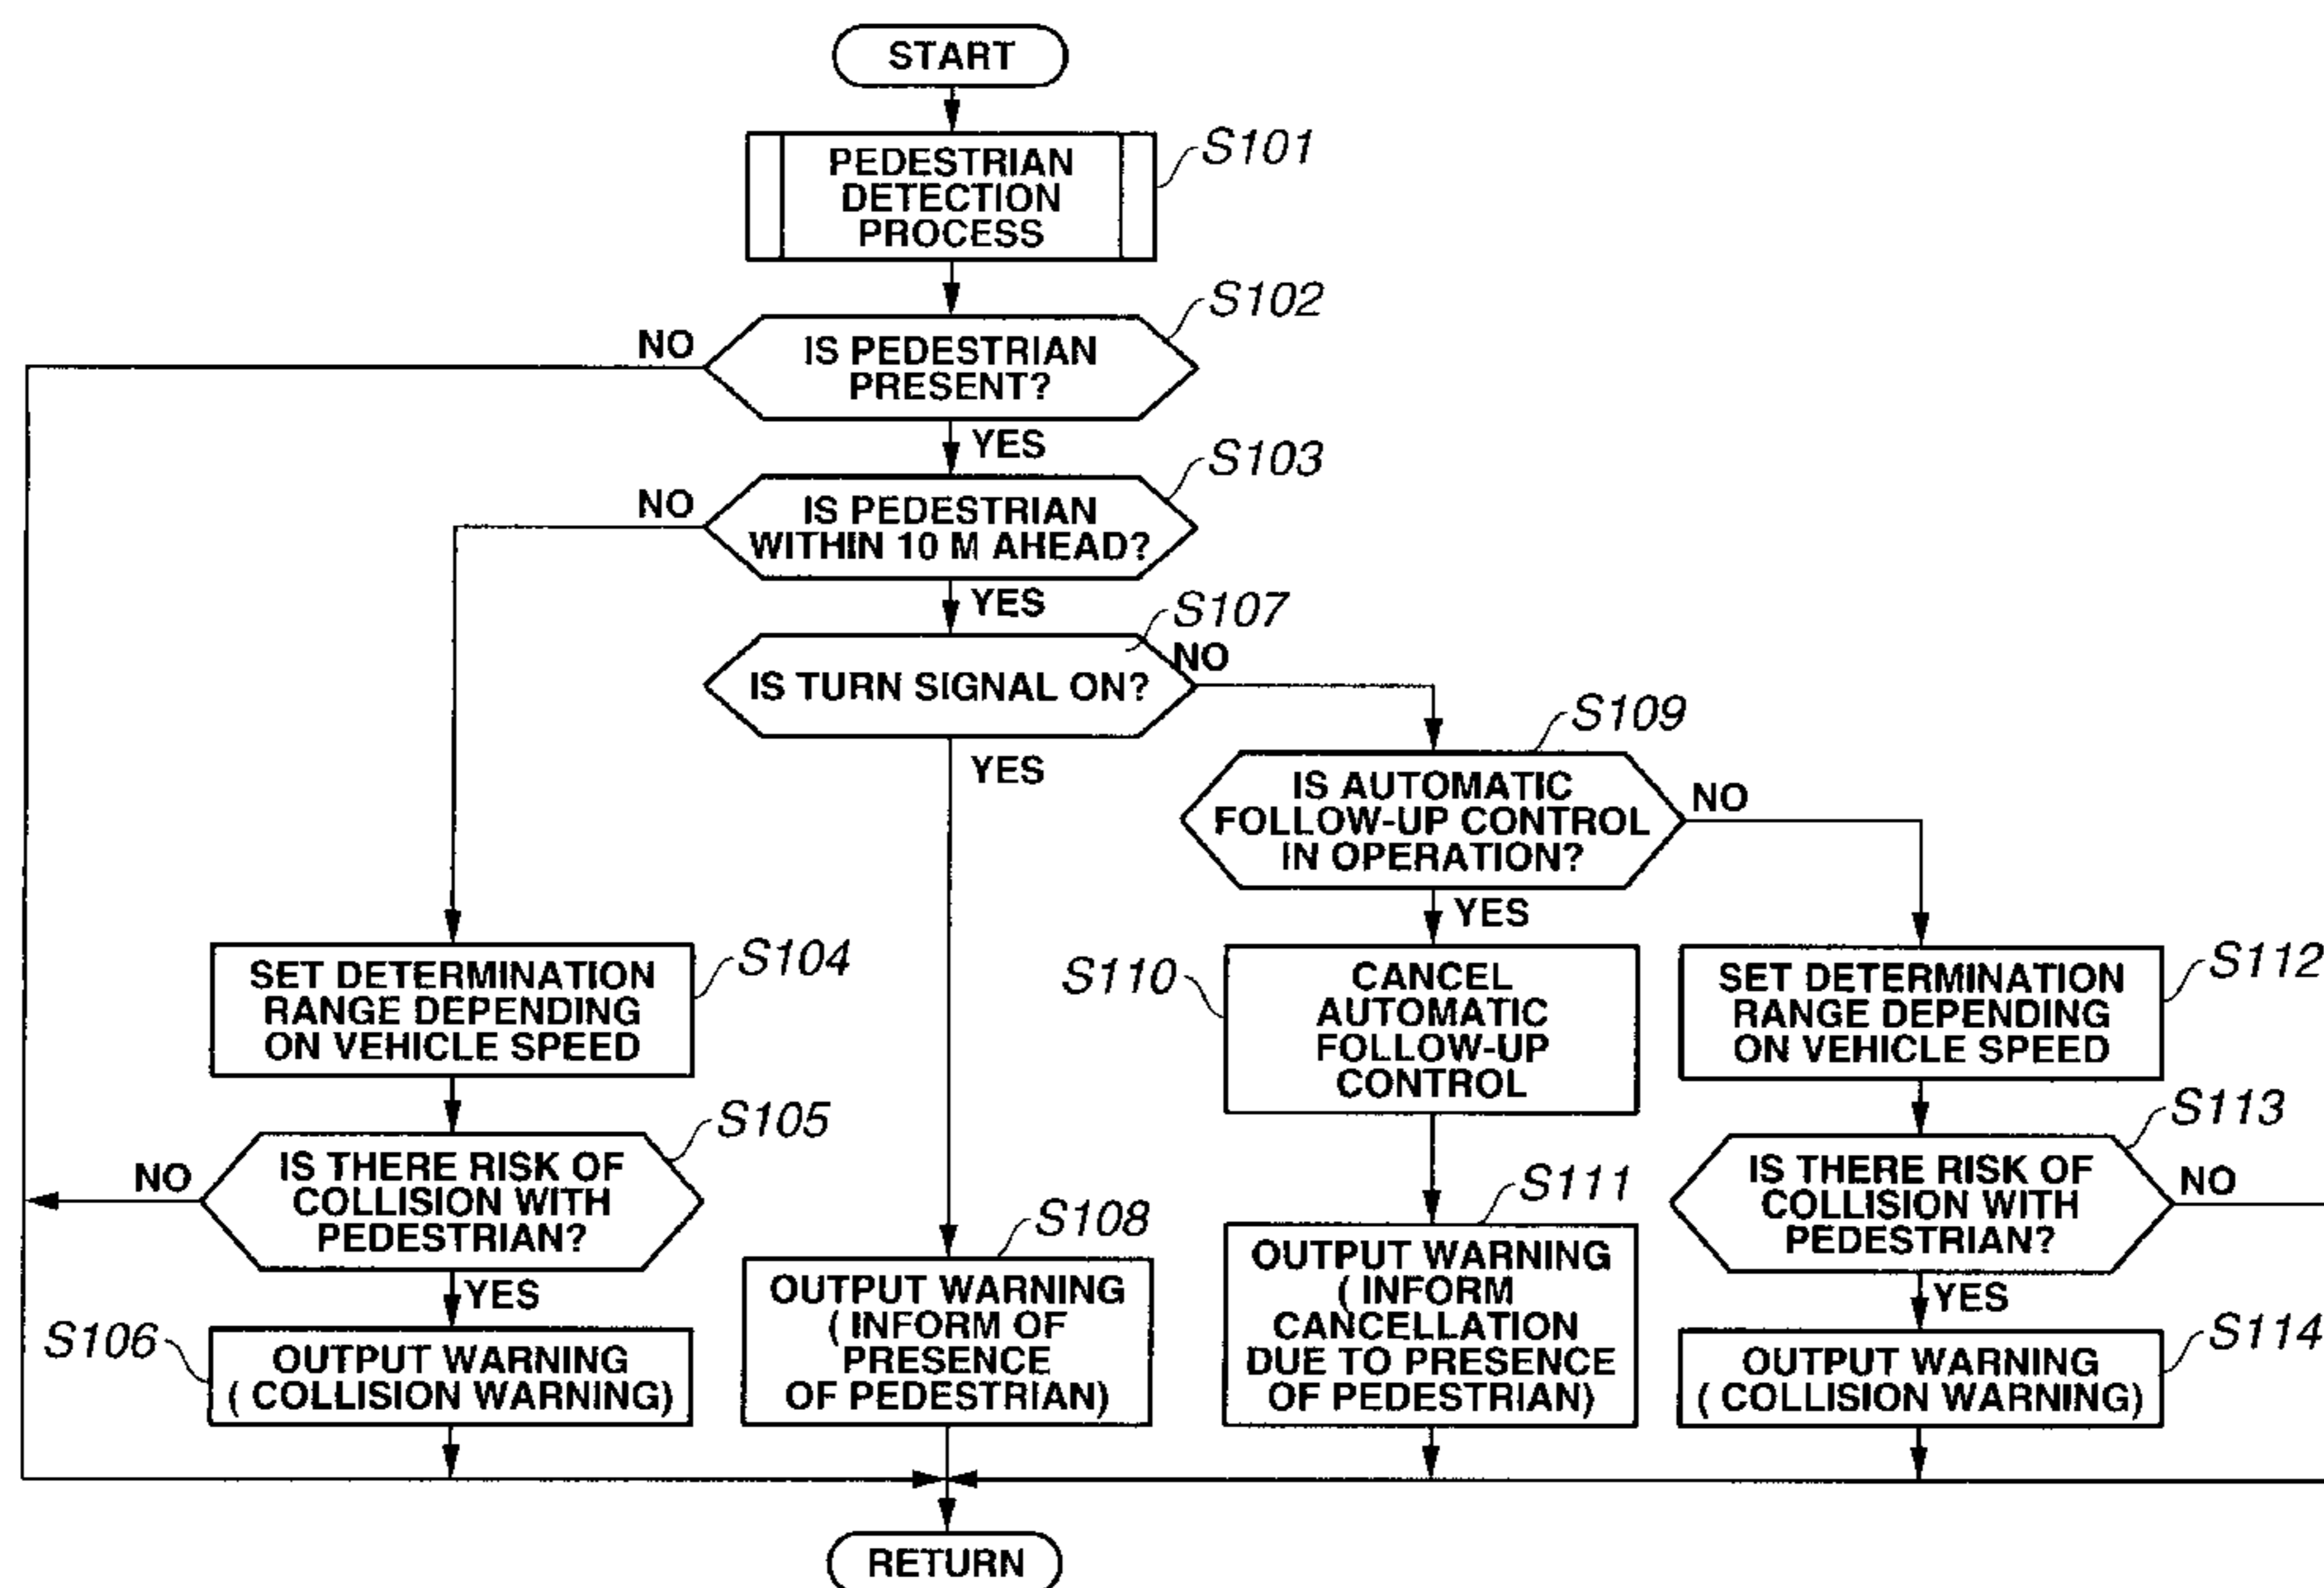 START
PEDESTRIAN
DETECTION
PROCESS
S101
S102
NO
IS PEDESTRIAN
PRESENT?
YES
S103
NO
IS PEDESTRIAN
WITHIN 10 M AHEAD?
YES
S107
NO
IS TURN SIGNAL ON?
YES
S109
IS AUTOMATIC
FOLLOW-UP CONTROL
IN OPERATION?
NO
YES
S104
SET DETERMINATION
RANGE DEPENDING
ON VEHICLE SPEED
S110
CANCEL
AUTOMATIC
FOLLOW-UP
CONTROL
S112
SET DETERMINATION
RANGE DEPENDING
ON VEHICLE SPEED
S105
NO
IS THERE RISK OF
COLLISION WITH
PEDESTRIAN?
YES
S113
IS THERE RISK OF
COLLISION WITH
PEDESTRIAN?
NO
YES
S106
OUTPUT WARNING
( COLLISION WARNING)
S108
OUTPUT WARNING
( INFORM OF
PRESENCE
OF PEDESTRIAN)
S111
OUTPUT WARNING
( INFORM
CANCELLATION
DUE TO PRESENCE
OF PEDESTRIAN)
S114
OUTPUT WARNING
( COLLISION WARNING)
RETURN